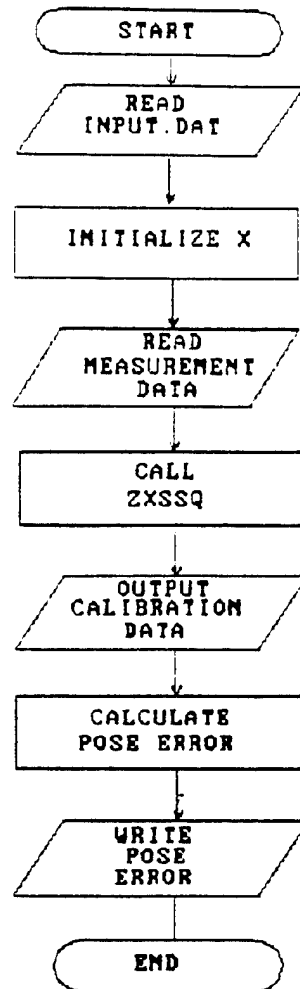 START
READ
INPUT.DAT
INITIALIZE X
READ
MEASUREMENT
DATA
CALL
ZXSSQ
OUTPUT
CALIBRATION
DATA
CALCULATE
POSE ERROR
WRITE
POSE
ERROR
END